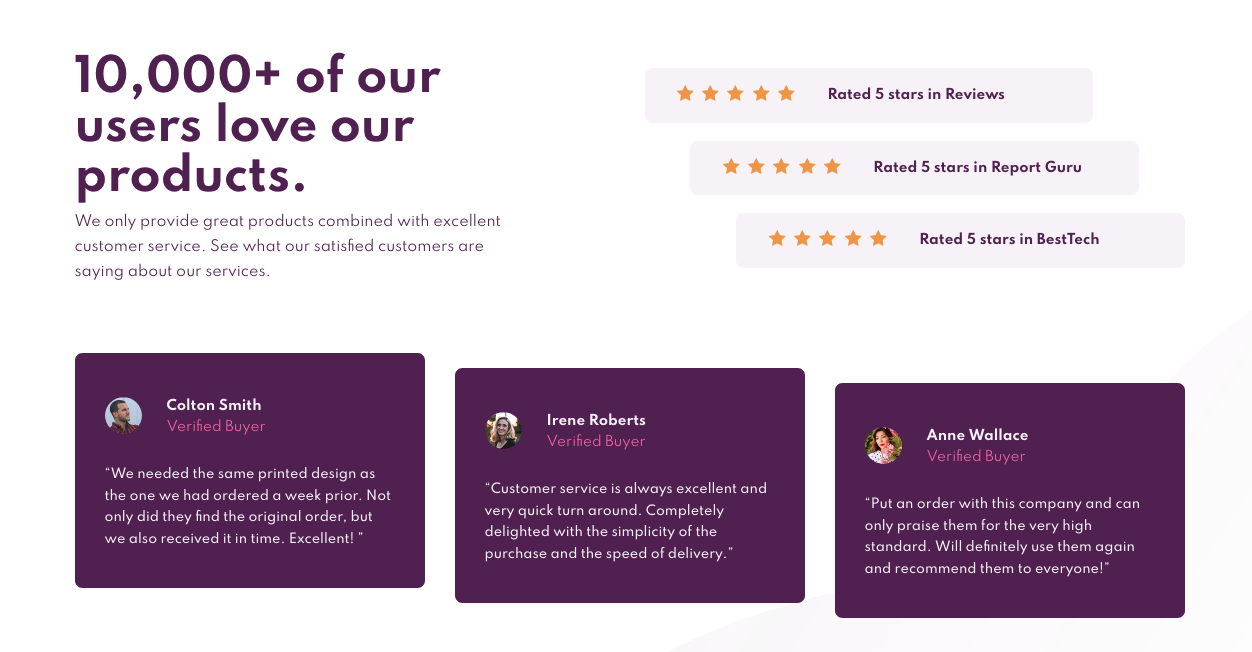 10,000+ of our
users love our
products.
We only provide great products combined with excellent
customer service. See what our satisfied customers are
saying about our services.
Rated 5 stars in Reviews
Rated 5 stars in Report Guru
Rated 5 stars in BestTech
Colton Smith
Verified Buyer
“We needed the same printed design as
the one we had ordered a week prior. Not
only did they find the original order, but
we also received it in time. Excellent! ”
Irene Roberts
Verified Buyer
“Customer service is always excellent and
very quick turn around. Completely
delighted with the simplicity of the
purchase and the speed of delivery.”
Anne Wallace
Verified Buyer
“Put an order with this company and can
only praise them for the very high
standard. Will definitely use them again
and recommend them to everyone!”